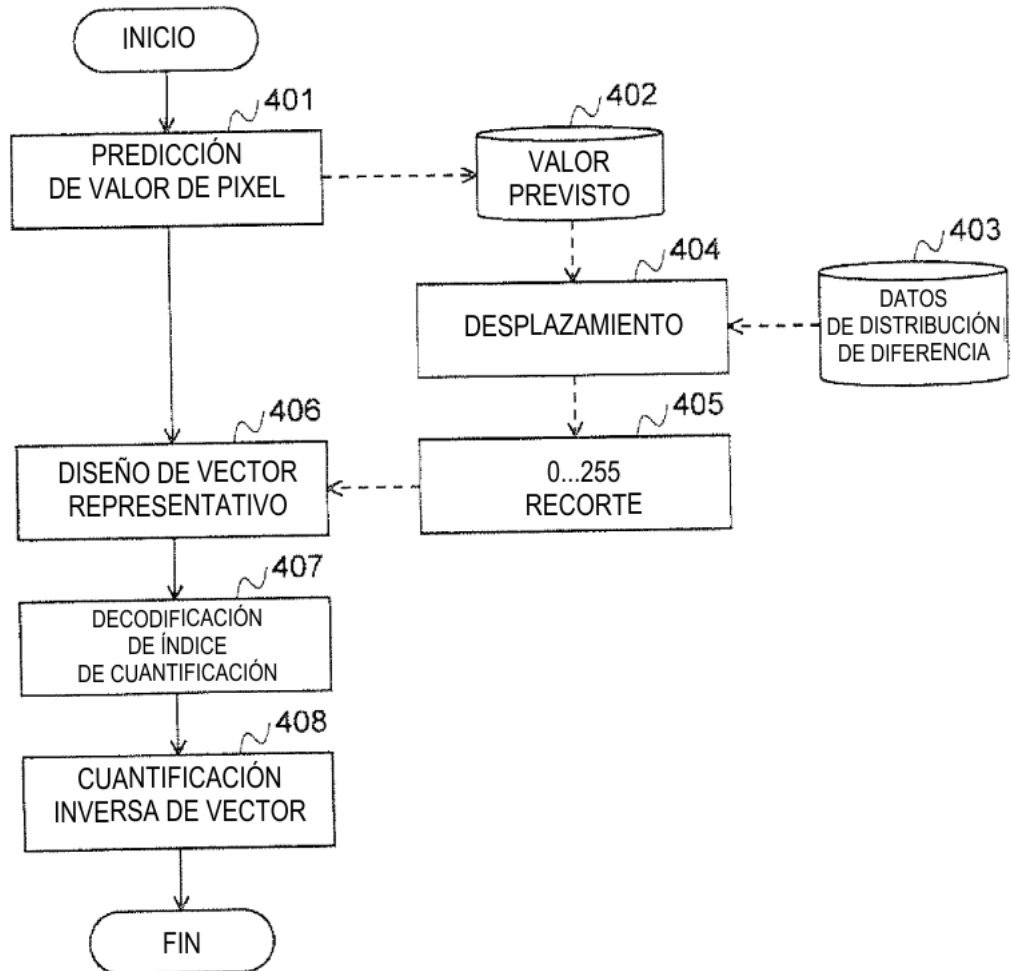 INICIO
401
PREDICCIÓN
DE VALOR DE PIXEL
402
VALOR
PREVISTO
403
DATOS
DE DISTRIBUCIÓN
DE DIFERENCIA
404
DESPLAZAMIENTO
405
0...255
RECORTE
406
DISEÑO DE VECTOR
REPRESENTATIVO
407
DECODIFICACIÓN
DE ÍNDICE
DE CUANTIFICACIÓN
408
CUANTIFICACIÓN
INVERSA DE VECTOR
FIN